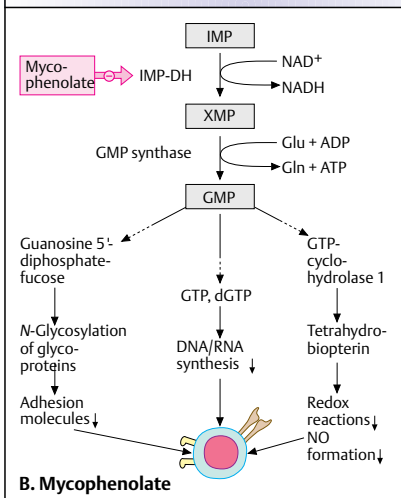 IMP
Myco-
phenolate
IMP-DH
NAD⁺
NADH
XMP
GMP synthase
Glu + ADP
Gln + ATP
GMP
Guanosine 5'-
diphosphate-
fucose
GTP-
cyclo-
hydrolase 1
GTP, dGTP
N-Glycosylation
of glyco-
proteins
DNA/RNA
synthesis ↓
Tetrahydro-
biopterin
Adhesion
molecules ↓
Redox
reactions ↓
NO
formation ↓
B. Mycophenolate